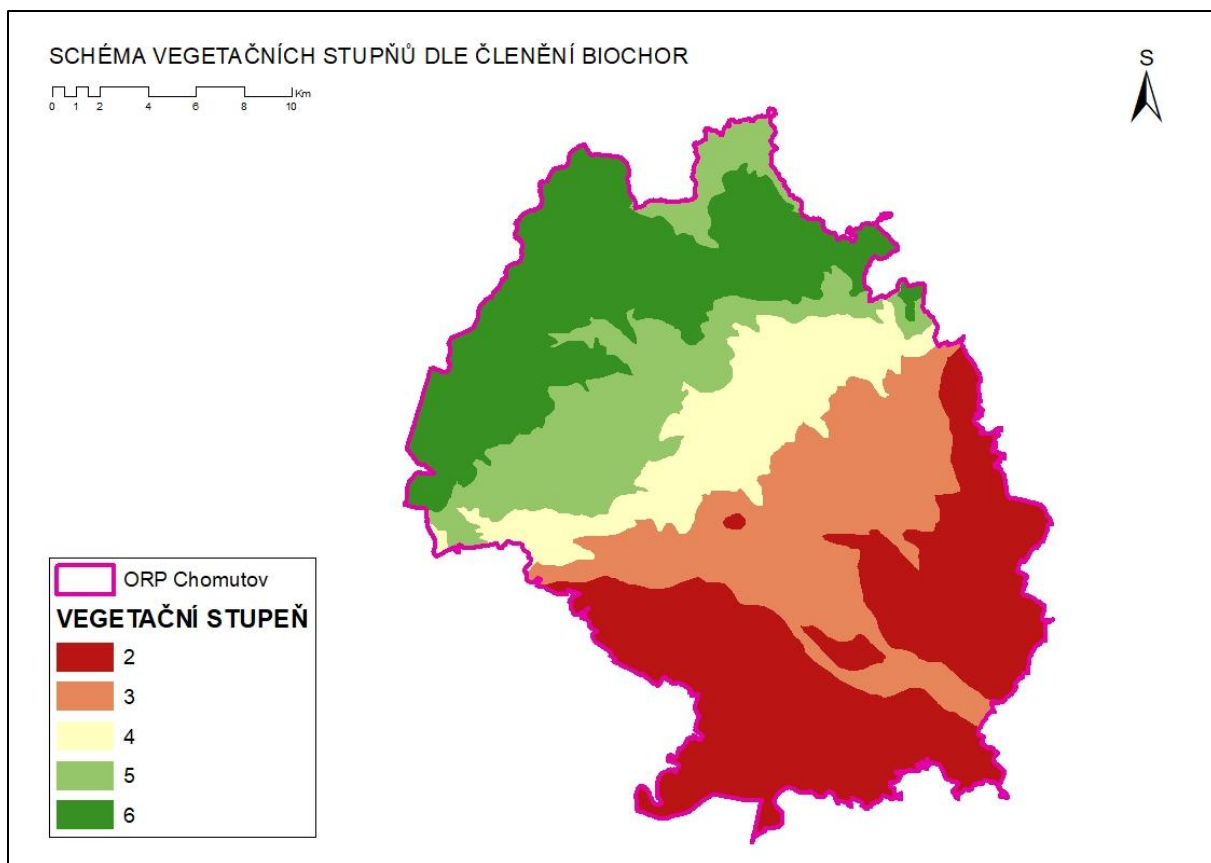 SCHÉMA VEGETAČNÍCH STUPŇŮ DLE ČLENĚNÍ BIOCHOR
S
Km
0 1 2 4 6 8 10
ORP Chomutov
VEGETAČNÍ STUPEŇ
2
3
4
5
6